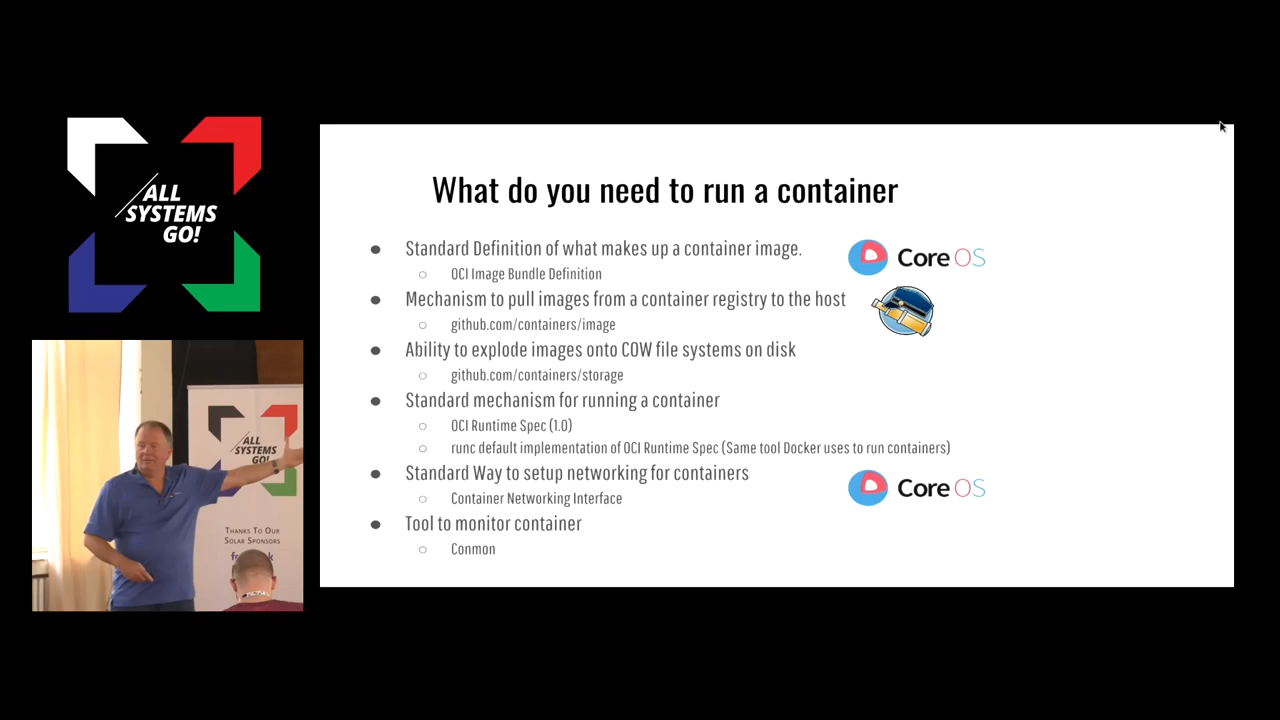 ALL
SYSTEMS
GO!
What do you need to run a container
Standard Definition of what makes up a container image.
OCI Image Bundle Definition
Core OS
Mechanism to pull images from a container registry to the host
github.com/containers/image
Ability to explode images onto COW file systems on disk
github.com/containers/storage
Standard mechanism for running a container
OCI Runtime Spec (1.0)
runc default implementation of OCI Runtime Spec (Same tool Docker uses to run containers)
Standard Way to setup networking for containers
Container Networking Interface
Core OS
Tool to monitor container
Conmon
ALL
SYSTEMS
GO!
THANKS TO OUR
SOLAR SPONSORS